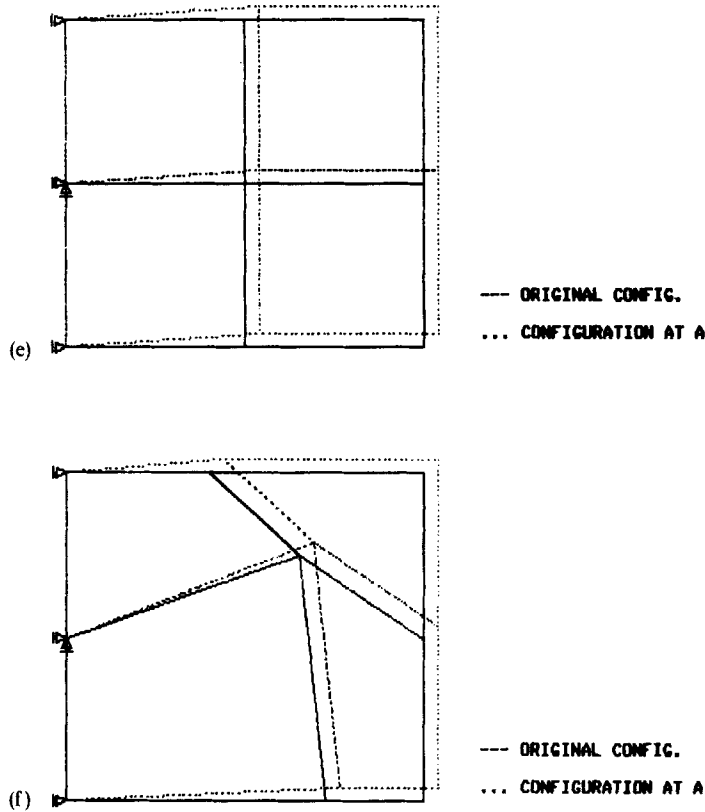 --- ORIGINAL CONFIG.
... CONFIGURATION AT A
(e)
--- ORIGINAL CONFIG.
... CONFIGURATION AT A
(f)